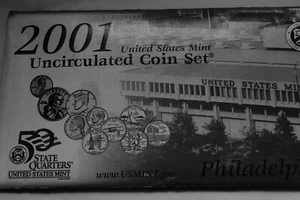 2001
United States Mint
Uncirculated Coin Set®
UNITED STATES MINT
50
STATE
QUARTERS®
UNITED STATES MINT
www.USMINT.gov
Philadelph